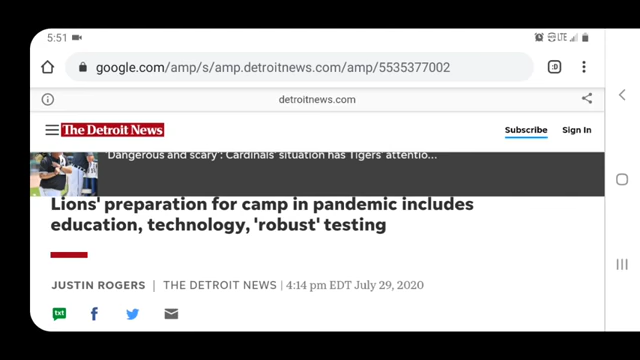 5:51
LTE
google.com/amp/s/amp.detroitnews.com/amp/5535377002
:D
detroitnews.com
The Detroit News
Subscribe Sign In
Dangerous and scary': Cardinals' situation has Tigers' attentio...
Lions' preparation for camp in pandemic includes
education, technology, 'robust' testing
JUSTIN ROGERS | THE DETROIT NEWS | 4:14 pm EDT July 29, 2020
txt